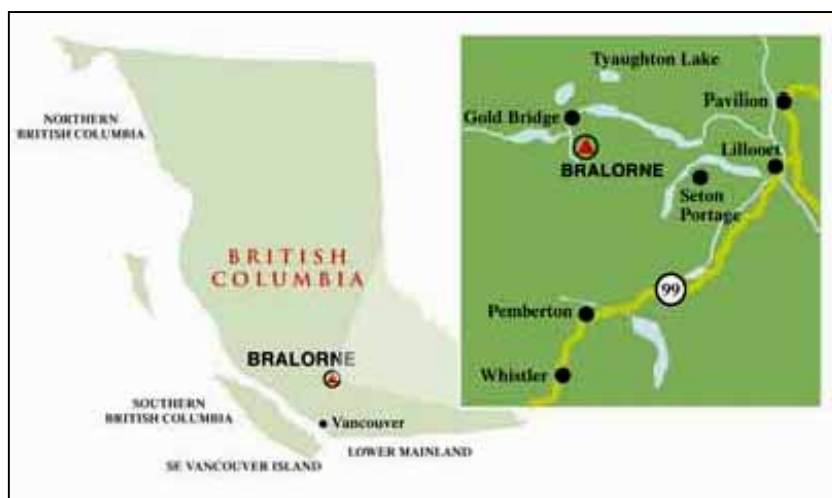 NORTHERN
BRITISH COLUMBIA
BRITISH
COLUMBIA
BRALORNE
SOUTHERN
BRITISH COLUMBIA
Vancouver
LOWER MAINLAND
SE VANCOUVER ISLAND
Tyaughton Lake
Pavilion
Gold Bridge
Lillooet
BRALORNE
Seton
Portage
99
Pemberton
Whistler